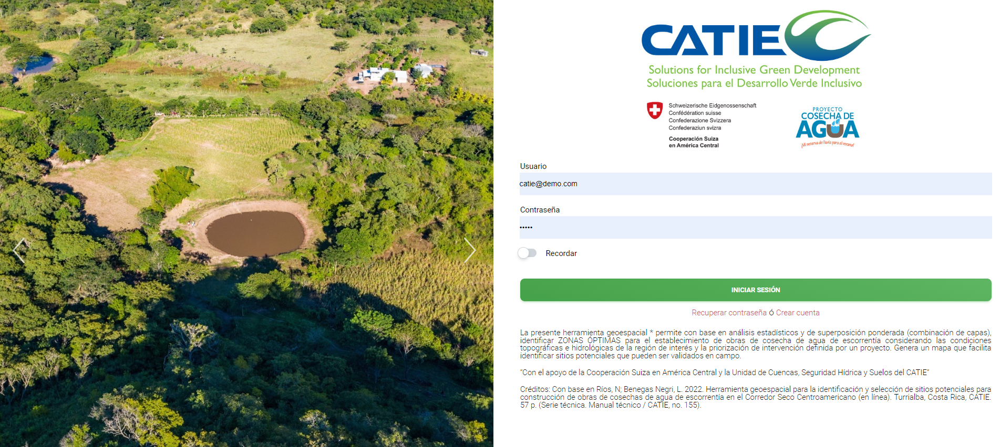 CATIE
Solutions for Inclusive Green Development
Soluciones para el Desarrollo Verde Inclusivo
Schweizerische Eidgenossenschaft
Confédération suisse
Confederazione Svizzera
Confederaziun svizra
Cooperación Suiza
en América Central
PROYECTO
COSECHA DE
AGUA
¡Mi reserva de lluvia para el verano!
Usuario
catie@demo.com
Contraseña
•••••
Recordar
INICIAR SESIÓN
Recuperar contraseña ó Crear cuenta
La presente herramienta geoespacial * permite con base en análisis estadísticos y de superposición ponderada (combinación de capas),
identificar ZONAS ÓPTIMAS para el establecimiento de obras de cosecha de agua de escorrentía considerando las condiciones
topográficas e hidrológicas de la región de interés y la priorización de intervención definida por un proyecto. Genera un mapa que facilita
identificar sitios potenciales que pueden ser validados en campo.
“Con el apoyo de la Cooperación Suiza en América Central y la Unidad de Cuencas, Seguridad Hídrica y Suelos del CATIE”
Créditos: Con base en Ríos, N; Benegas Negri, L. 2022. Herramienta geoespacial para la identificación y selección de sitios potenciales para
construcción de obras de cosechas de agua de escorrentía en el Corredor Seco Centroamericano (en línea). Turrialba, Costa Rica, CATIE.
57 p. (Serie técnica. Manual técnico / CATIE, no. 155).